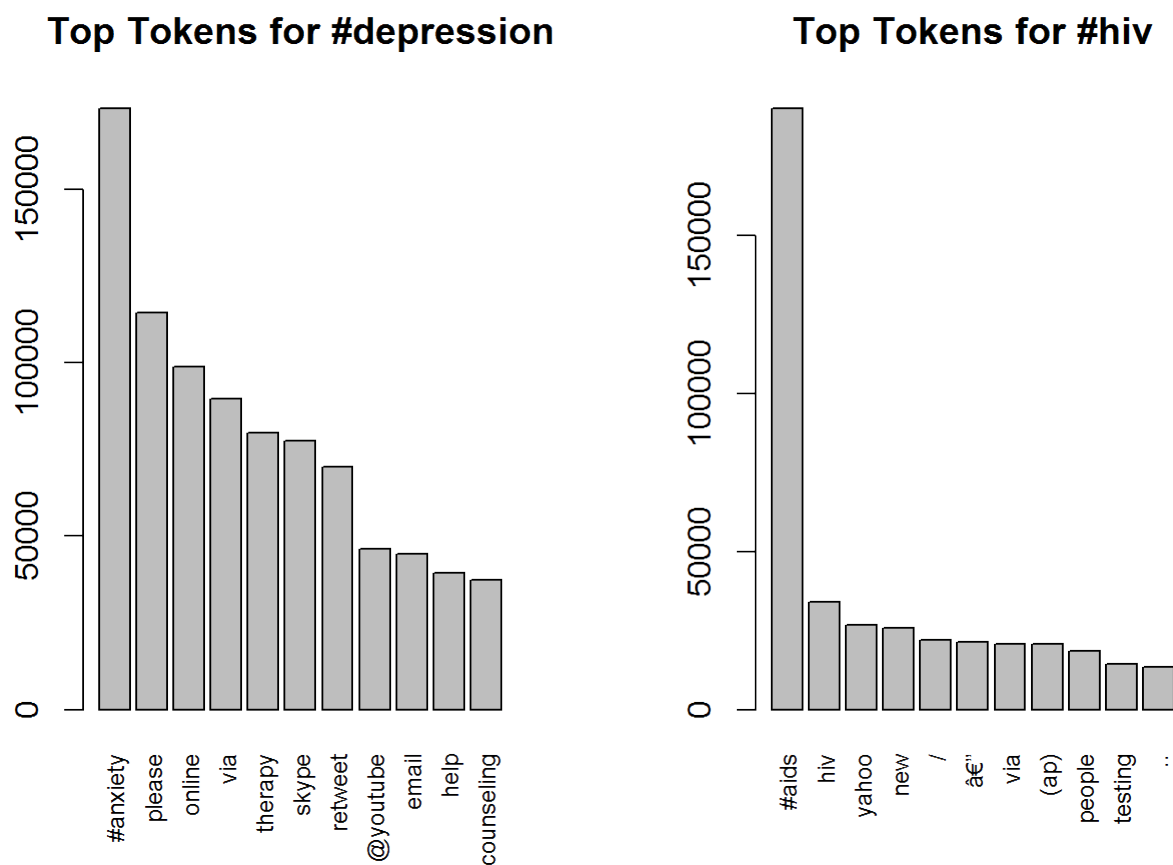 Top Tokens for #depression
150000
100000
50000
0
#anxiety
please
online
via
therapy
skype
retweet
@youtube
email
help
counseling
Top Tokens for #hiv
150000
100000
50000
0
#aids
hiv
yahoo
new
/
â€”
via
(ap)
people
testing
..